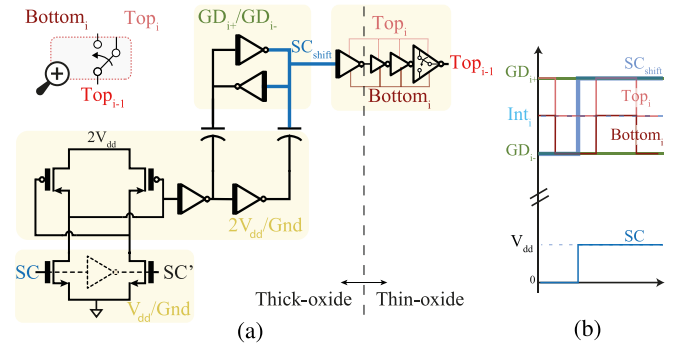 Bottom_i
Top_i
Top_i-1
GD_i+/GD_i-
SC_shift
Top_i
Bottom_i
Top_i-1
2V_dd
2V_dd/Gnd
SC
SC'
V_dd/Gnd
Thick-oxide
Thin-oxide
(a)
GD_i+
SC_shift
Top_i
Int_i
Bottom_i
GD_i-
V_dd
SC
0
(b)